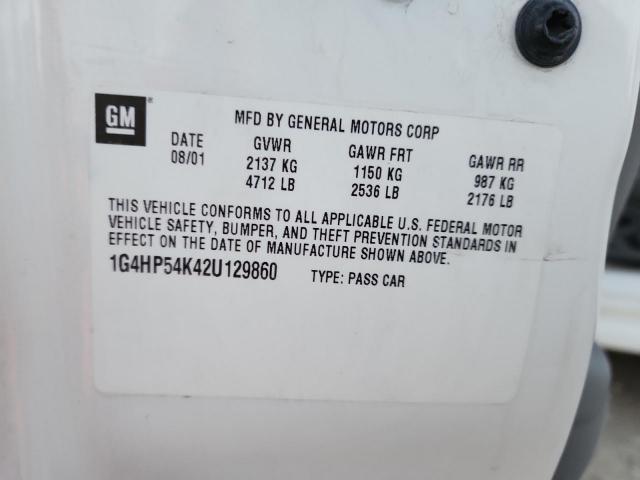 GM
MFD BY GENERAL MOTORS CORP
DATE GVWR GAWR FRT GAWR RR
08/01 2137 KG 1150 KG 987 KG
4712 LB 2536 LB 2176 LB
THIS VEHICLE CONFORMS TO ALL APPLICABLE U.S. FEDERAL MOTOR
VEHICLE SAFETY, BUMPER, AND THEFT PREVENTION STANDARDS IN
EFFECT ON THE DATE OF MANUFACTURE SHOWN ABOVE.
1G4HP54K42U129860 TYPE: PASS CAR